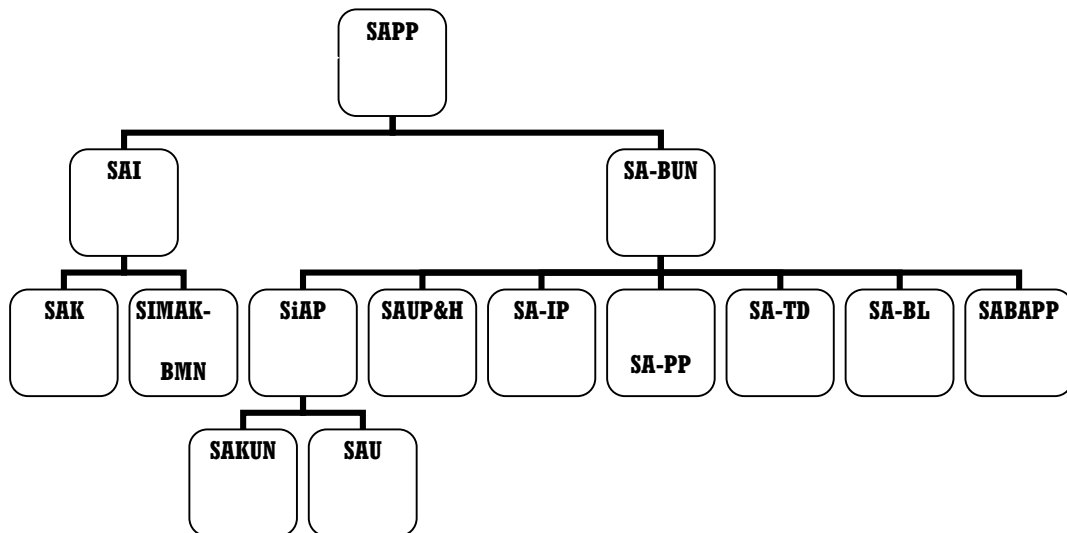 SAPP
SAI
SA-BUN
SAK
SIMAK-
BMN
SiAP
SAUP&H
SA-IP
SA-PP
SA-TD
SA-BL
SABAPP
SAKUN
SAU